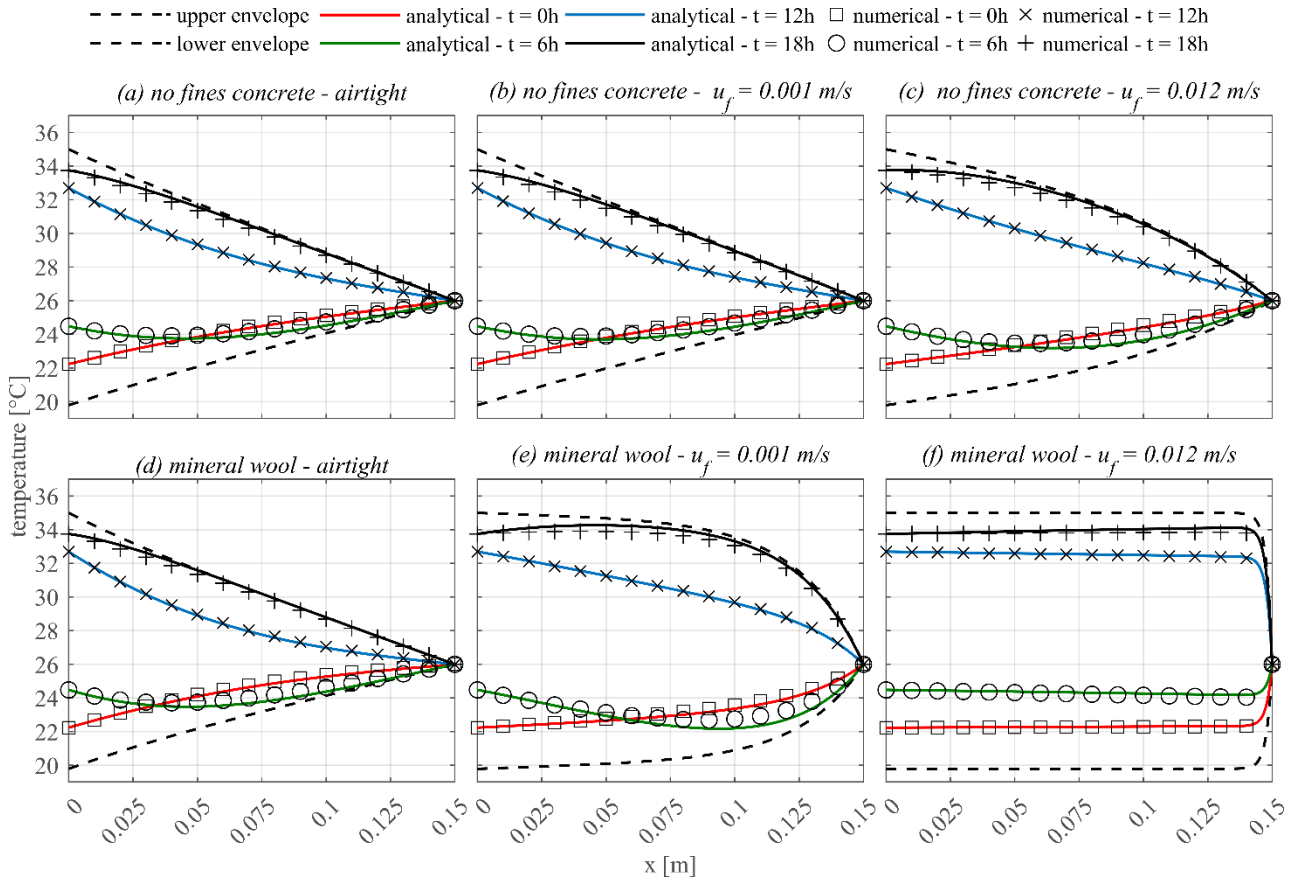 upper envelope analytical - t = 0h analytical - t = 12h numerical - t = 0h numerical - t = 12h
lower envelope analytical - t = 6h analytical - t = 18h numerical - t = 6h numerical - t = 18h
(a) no fines concrete - airtight
(b) no fines concrete - u_f = 0.001 m/s
(c) no fines concrete - u_f = 0.012 m/s
36
34
32
30
28
26
24
22
20
(d) mineral wool - airtight
(e) mineral wool - u_f = 0.001 m/s
(f) mineral wool - u_f = 0.012 m/s
temperature [°C]
36
34
32
30
28
26
24
22
20
0 0.025 0.05 0.075 0.1 0.125 0.15
0 0.025 0.05 0.075 0.1 0.125 0.15
0 0.025 0.05 0.075 0.1 0.125 0.15
x [m]